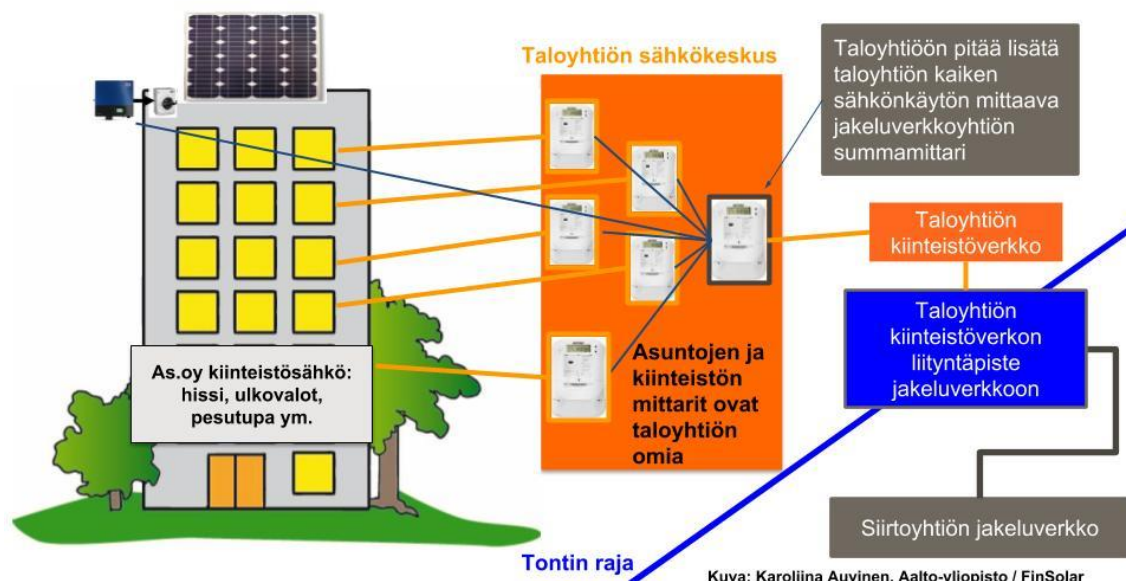 Taloyhtiön sähkökeskus
Taloyhtiöön pitää lisätä
taloyhtiön kaiken
sähkönkäytön mittaava
jakeluverkkoyhtiön
summamittari
Taloyhtiön
kiinteistöverkko
Taloyhtiön
kiinteistöverkon
liityntäpiste
jakeluverkkoon
As.oy kiinteistösähkö:
hissi, ulkovalot,
pesutupa ym.
Asuntojen ja
kiinteistön
mittarit ovat
taloyhtiön
omia
Siirtoyhtiön jakeluverkko
Tontin raja
Kuva: Karoliina Auvinen, Aalto-yliopisto / FinSolar